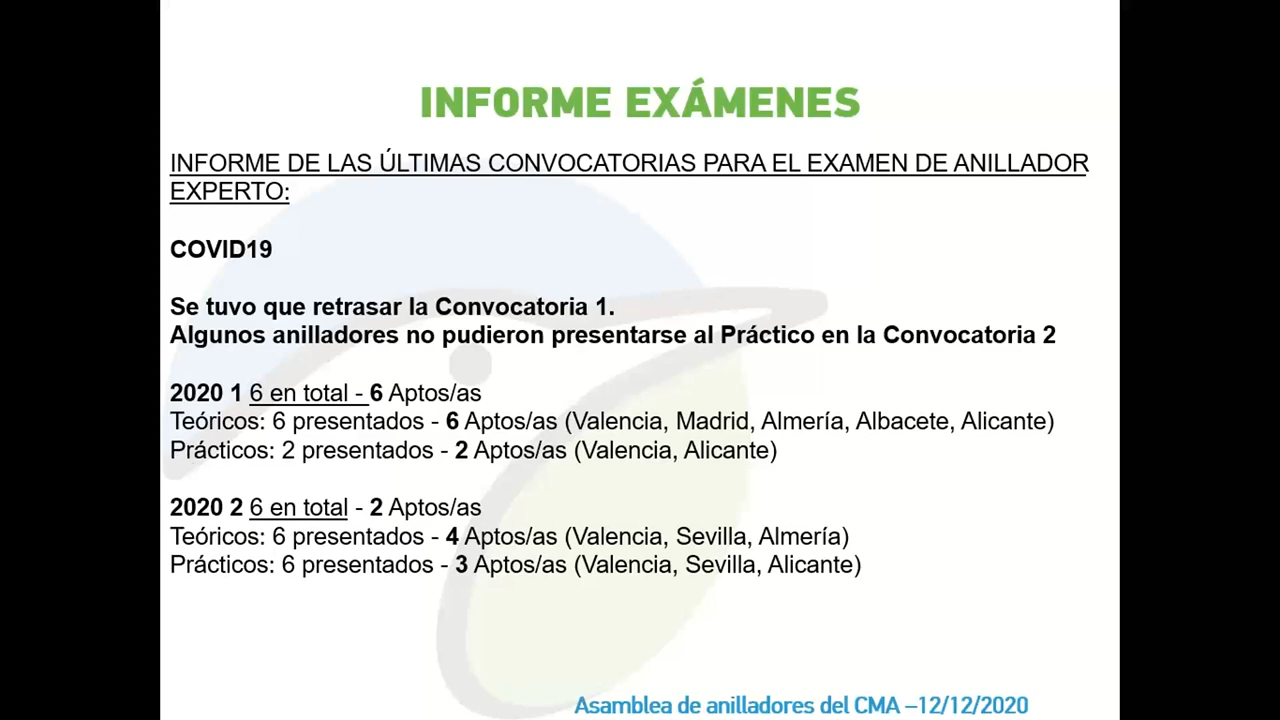 INFORME EXÁMENES
INFORME DE LAS ÚLTIMAS CONVOCATORIAS PARA EL EXAMEN DE ANILLADOR
EXPERTO:
COVID19
Se tuvo que retrasar la Convocatoria 1.
Algunos anilladores no pudieron presentarse al Práctico en la Convocatoria 2
2020 1 6 en total - 6 Aptos/as
Teóricos: 6 presentados - 6 Aptos/as (Valencia, Madrid, Almería, Albacete, Alicante)
Prácticos: 2 presentados - 2 Aptos/as (Valencia, Alicante)
2020 2 6 en total - 2 Aptos/as
Teóricos: 6 presentados - 4 Aptos/as (Valencia, Sevilla, Almería)
Prácticos: 6 presentados - 3 Aptos/as (Valencia, Sevilla, Alicante)
Asamblea de anilladores del CMA –12/12/2020